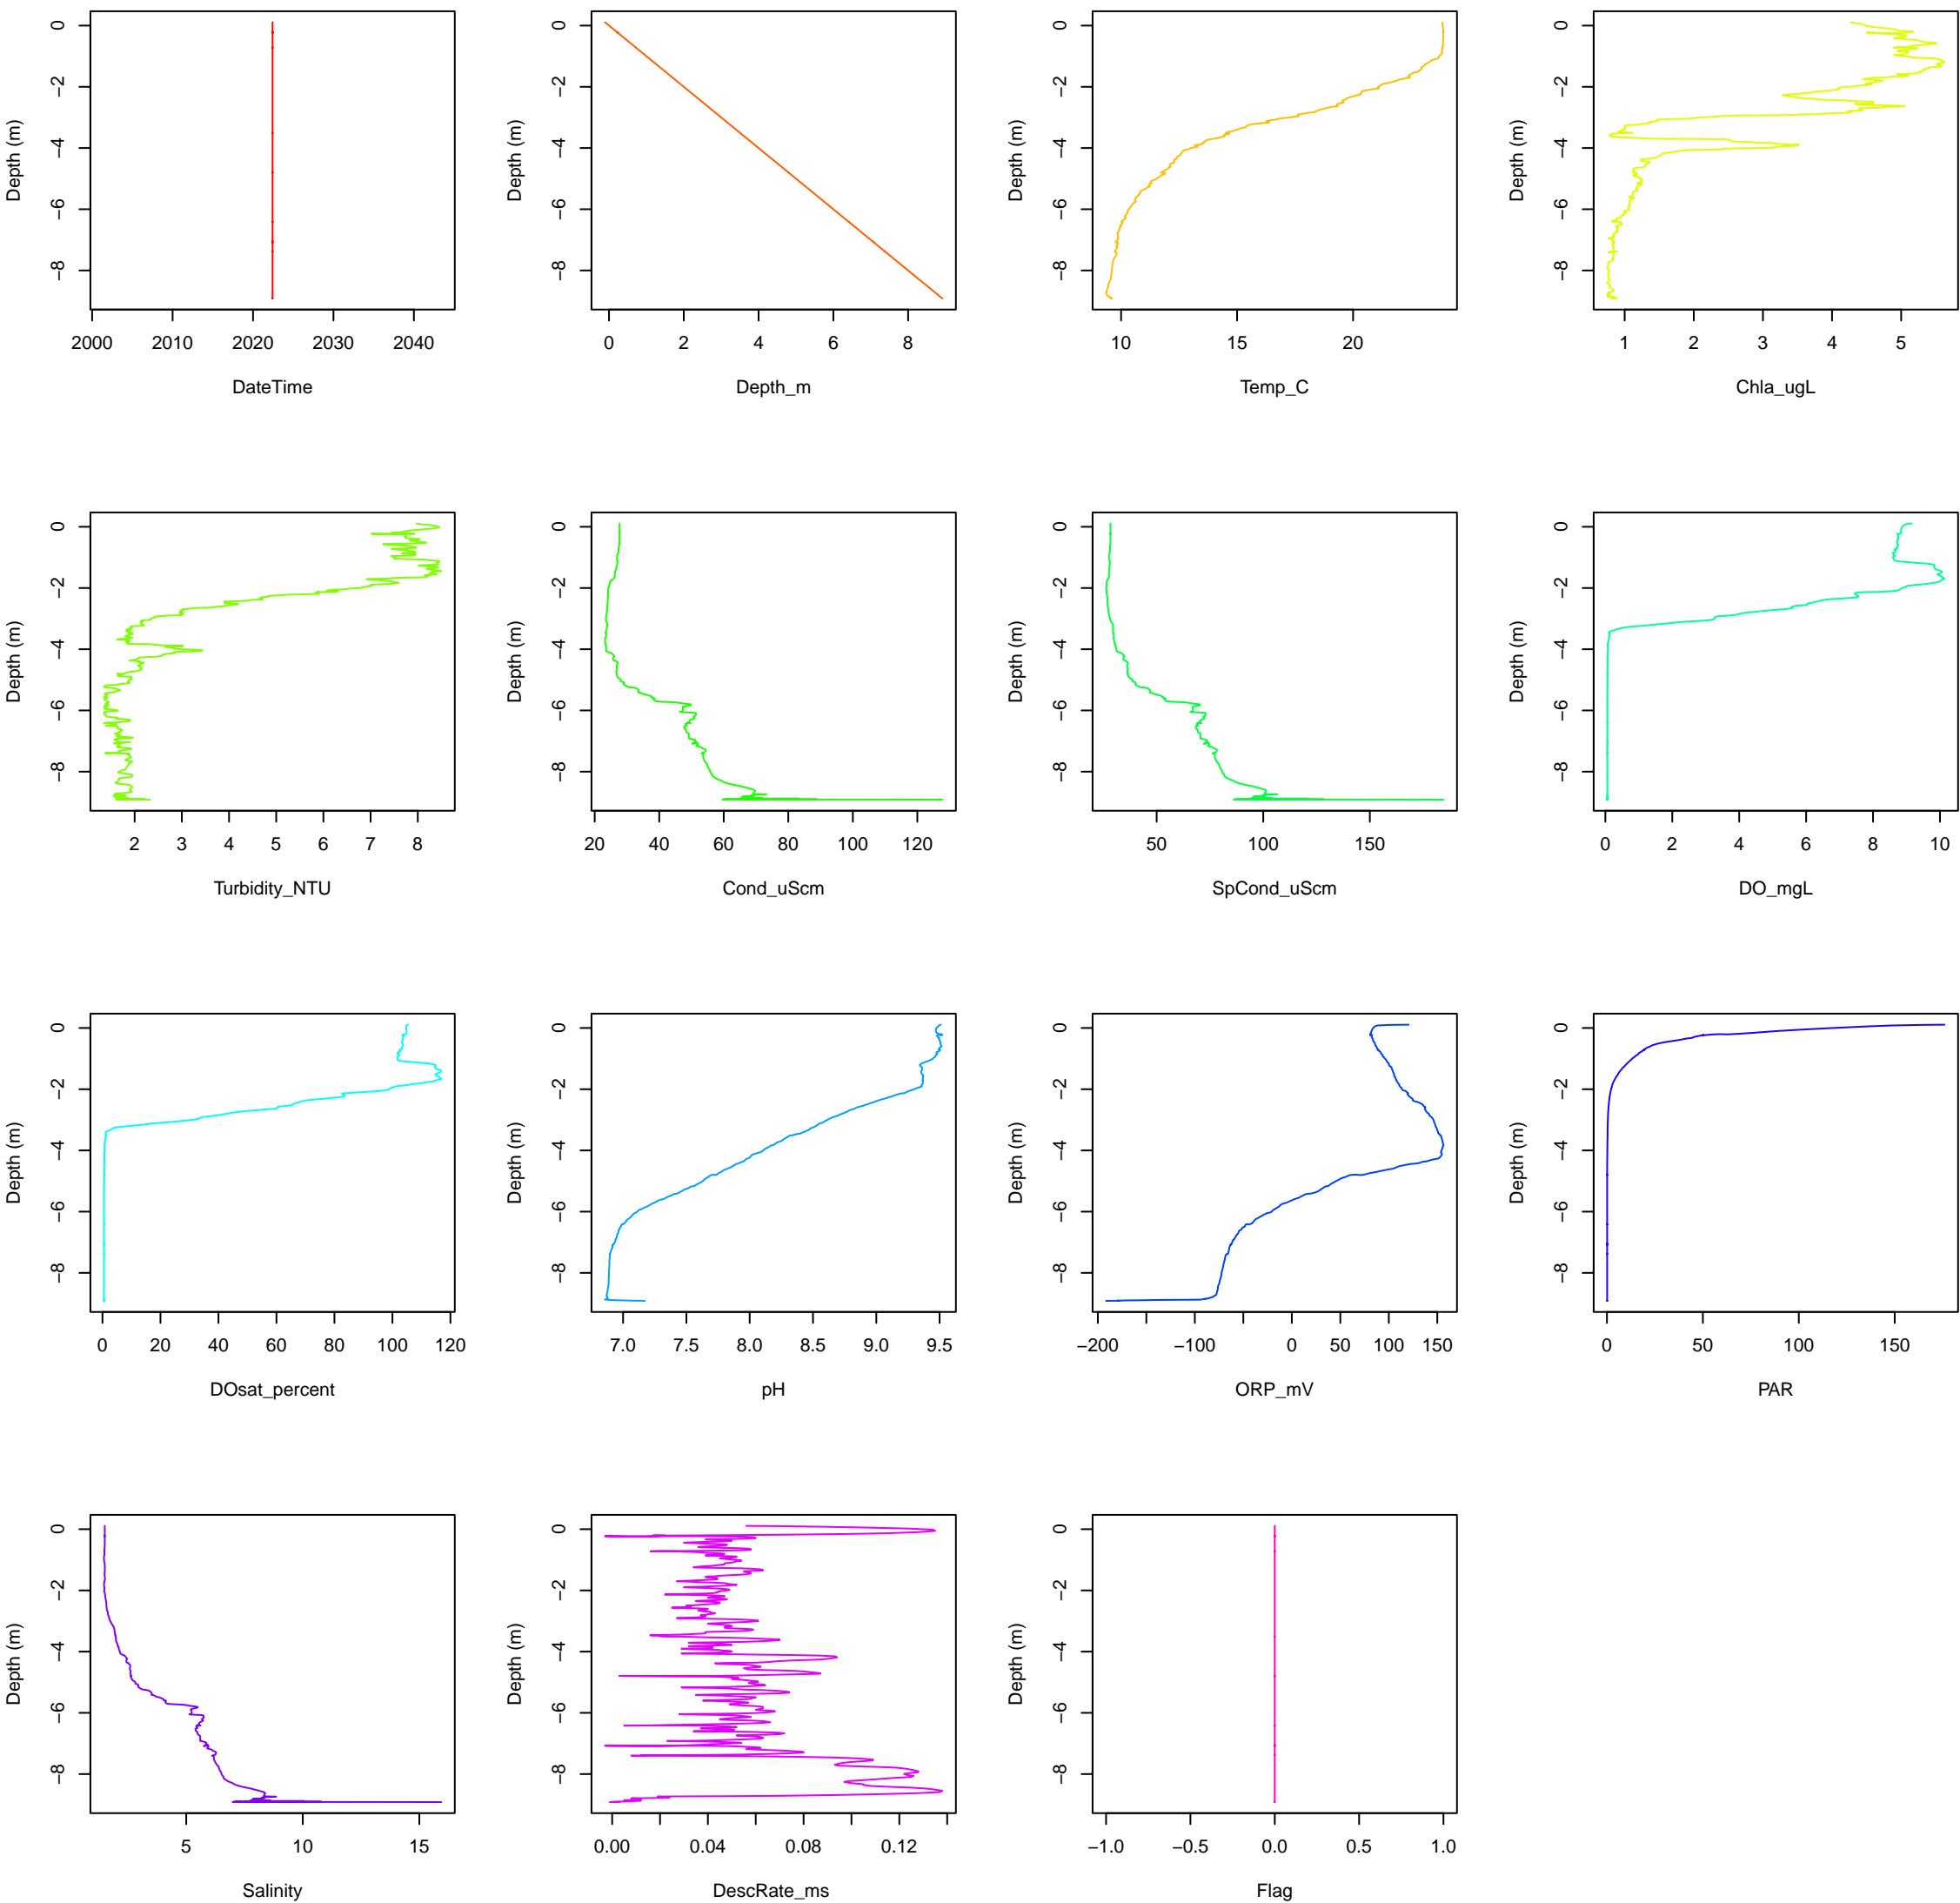 Depth (m)
0
−2
−4
−6
−8
2000 2010 2020 2030 2040
DateTime
Depth (m)
0
−2
−4
−6
−8
0 2 4 6 8
Depth_m
Depth (m)
0
−2
−4
−6
−8
10 15 20
Temp_C
Depth (m)
0
−2
−4
−6
−8
1 2 3 4 5
Chla_ugL
Depth (m)
0
−2
−4
−6
−8
2 3 4 5 6 7 8
Turbidity_NTU
Depth (m)
0
−2
−4
−6
−8
20 40 60 80 100 120
Cond_uScm
Depth (m)
0
−2
−4
−6
−8
50 100 150
SpCond_uScm
Depth (m)
0
−2
−4
−6
−8
0 2 4 6 8 10
DO_mgL
Depth (m)
0
−2
−4
−6
−8
0 20 40 60 80 100 120
DOsat_percent
Depth (m)
0
−2
−4
−6
−8
7.0 7.5 8.0 8.5 9.0 9.5
pH
Depth (m)
0
−2
−4
−6
−8
−200 −100 0 50 100 150
ORP_mV
Depth (m)
0
−2
−4
−6
−8
0 50 100 150
PAR
Depth (m)
0
−2
−4
−6
−8
5 10 15
Salinity
Depth (m)
0
−2
−4
−6
−8
0.00 0.04 0.08 0.12
DescRate_ms
Depth (m)
0
−2
−4
−6
−8
−1.0 −0.5 0.0 0.5 1.0
Flag